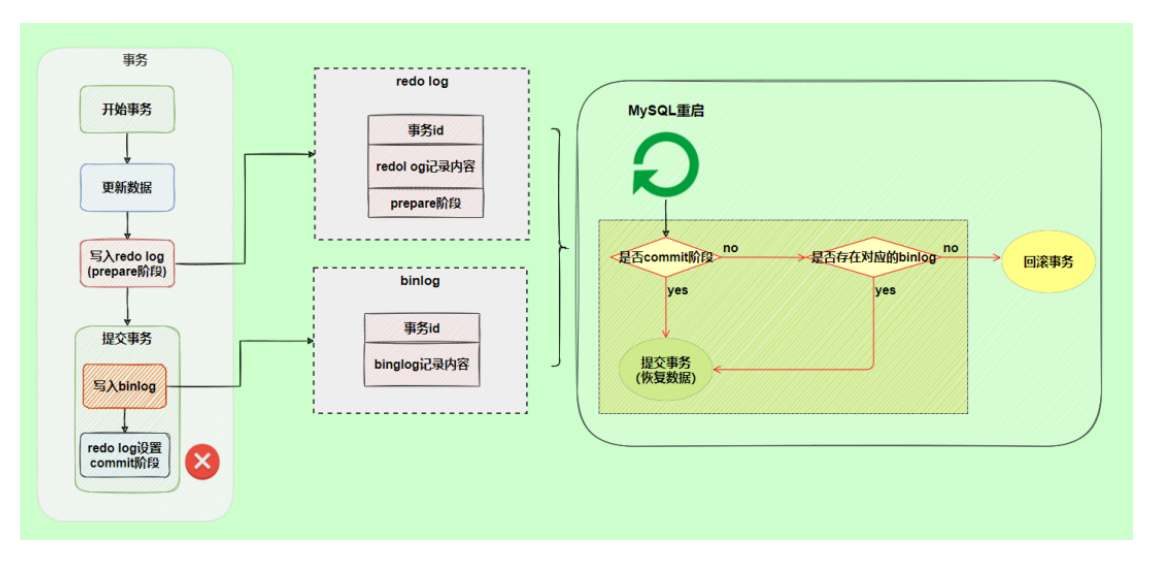 事务
开始事务
更新数据
写入redo log
(prepare阶段)
提交事务
写入binlog
redo log设置
commit阶段
redo log
事务id
redol og记录内容
prepare阶段
binlog
事务id
binglog记录内容
MySQL重启
是否commit阶段
no
是否存在对应的binlog
no
回滚事务
yes
yes
提交事务
(恢复数据)